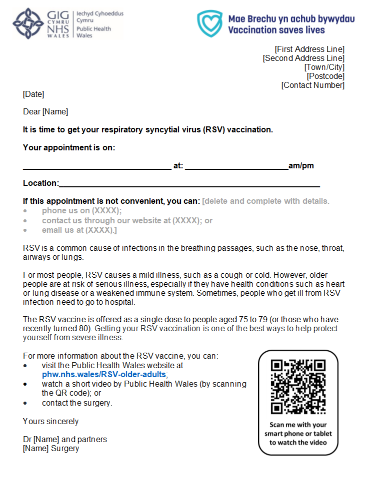 GIG
CYMRU
NHS
WALES
Iechyd Cyhoeddus
Cymru
Public Health
Wales
Mae Brechu yn achub bywydau
Vaccination saves lives
[First Address Line]
[Second Address Line]
[Town/City]
[Postcode]
[Contact Number]
[Date]
Dear [Name]
It is time to get your respiratory syncytial virus (RSV) vaccination.
Your appointment is on:
at: am/pm
Location:
If this appointment is not convenient, you can: [delete and complete with details.
• phone us on (XXXX);
• contact us through our website at (XXXX); or
• email us at (XXXX).]
RSV is a common cause of infections in the breathing passages, such as the nose, throat,
airways or lungs.
For most people, RSV causes a mild illness, such as a cough or cold. However, older
people are at risk of serious illness, especially if they have health conditions such as heart
or lung disease or a weakened immune system. Sometimes, people who get ill from RSV
infection need to go to hospital.
The RSV vaccine is offered as a single dose to people aged 75 to 79 (or those who have
recently turned 80). Getting your RSV vaccination is one of the best ways to help protect
yourself from severe illness.
For more information about the RSV vaccine, you can:
• visit the Public Health Wales website at
phw.nhs.wales/RSV-older-adults;
• watch a short video by Public Health Wales (by scanning
the QR code); or
• contact the surgery.
Yours sincerely
Dr [Name] and partners
[Name] Surgery
Scan me with your
smart phone or tablet
to watch the video